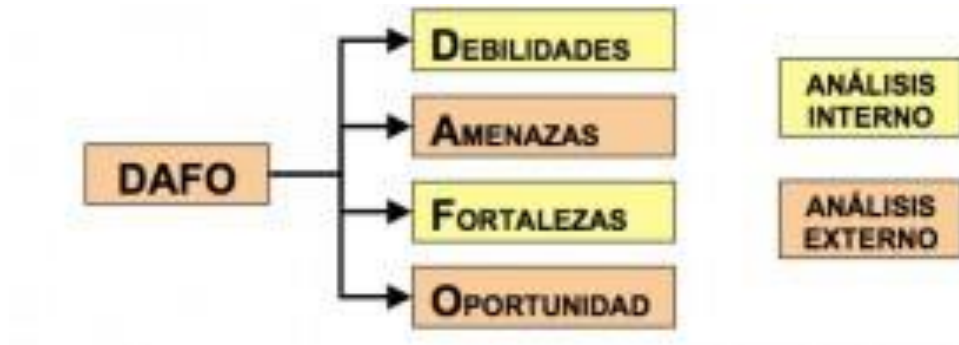 DEBILIDADES
ANÁLISIS
INTERNO
AMENAZAS
DAFO
FORTALEZAS
ANÁLISIS
EXTERNO
OPORTUNIDAD